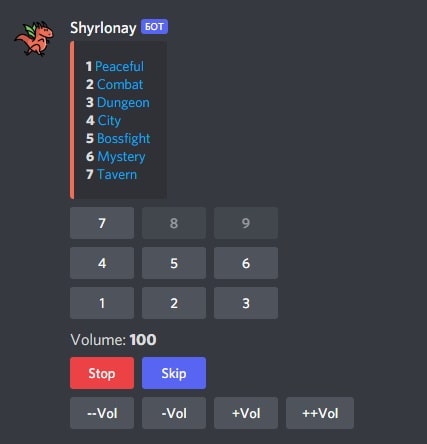 Shyrlonay БОТ
1 Peaceful
2 Combat
3 Dungeon
4 City
5 Bossfight
6 Mystery
7 Tavern
7 8 9
4 5 6
1 2 3
Volume: 100
Stop Skip
--Vol -Vol +Vol ++Vol